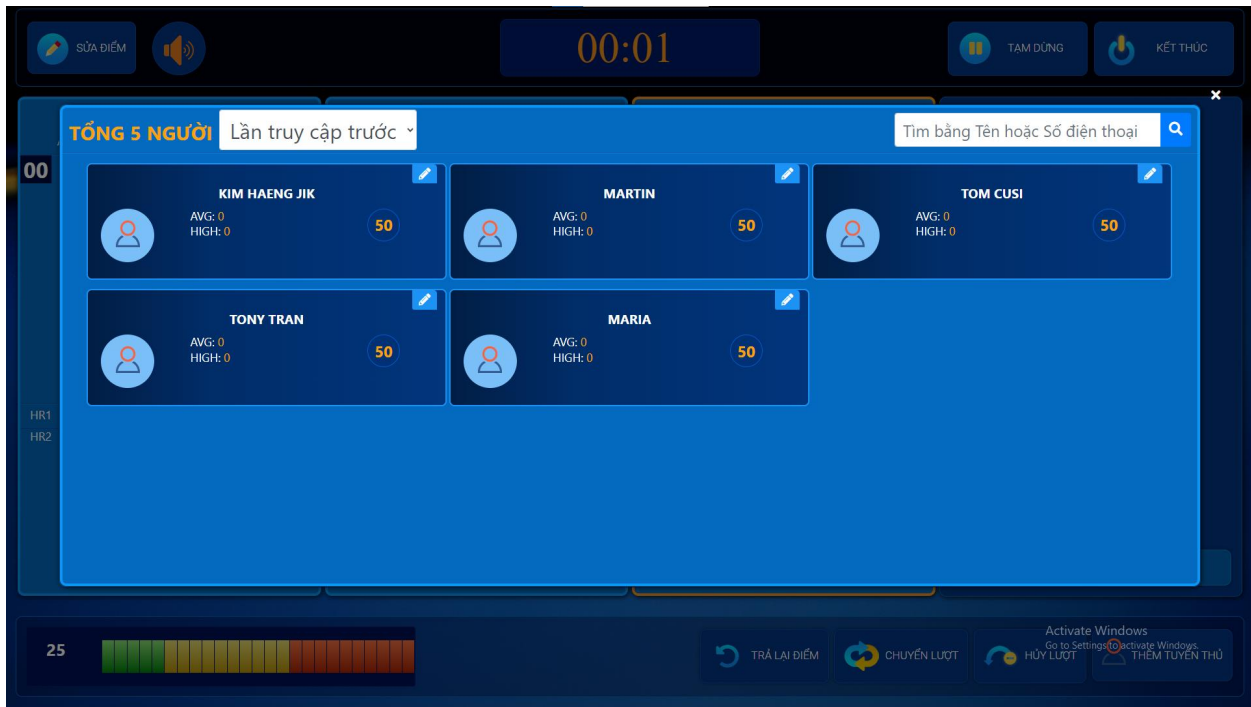 SỬA ĐIỂM
00:01
TẠM DỪNG
KẾT THÚC
×
TỔNG 5 NGƯỜI
Lần truy cập trước
Tìm bằng Tên hoặc Số điện thoại
00
KIM HAENG JIK
AVG: 0
HIGH: 0
50
MARTIN
AVG: 0
HIGH: 0
50
TOM CUSI
AVG: 0
HIGH: 0
50
TONY TRAN
AVG: 0
HIGH: 0
50
MARIA
AVG: 0
HIGH: 0
50
HR1
HR2
25
TRẢ LẠI ĐIỂM
CHUYỂN LƯỢT
HỦY LƯỢT
THÊM TUYỂN THỦ
Activate Windows
Go to Settings to activate Windows.